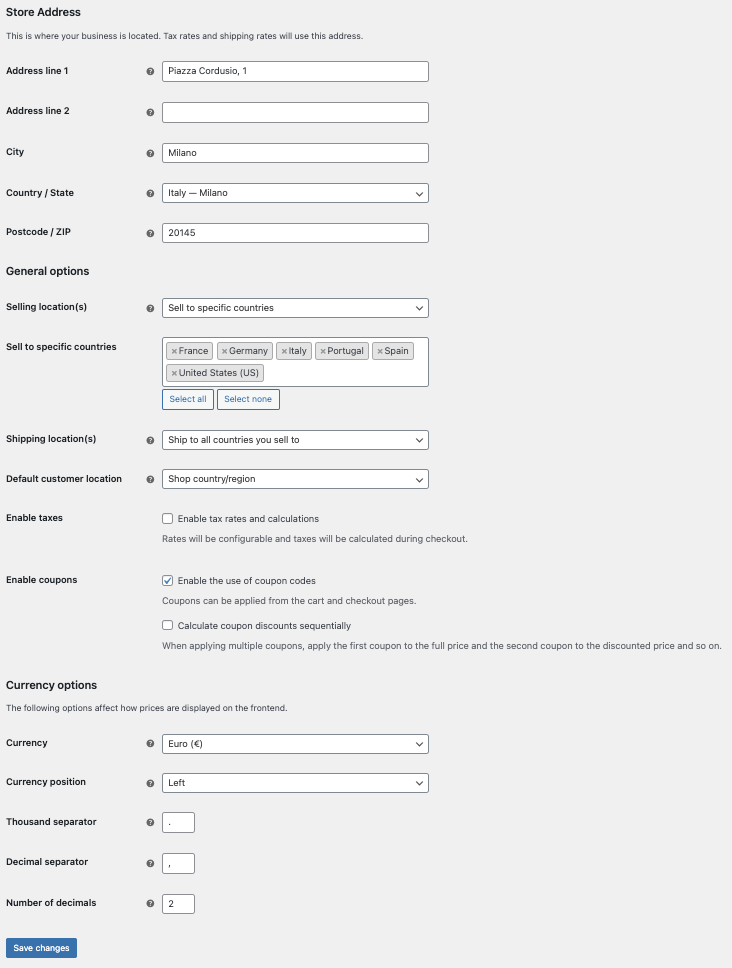 Store Address
This is where your business is located. Tax rates and shipping rates will use this address.
Address line 1 ? Piazza Cordusio, 1
Address line 2 ?
City ? Milano
Country / State ? Italy — Milano
Postcode / ZIP ? 20145
General options
Selling location(s) ? Sell to specific countries
Sell to specific countries ×France ×Germany ×Italy ×Portugal ×Spain
×United States (US)
Select all Select none
Shipping location(s) ? Ship to all countries you sell to
Default customer location ? Shop country/region
Enable taxes Enable tax rates and calculations
Rates will be configurable and taxes will be calculated during checkout.
Enable coupons Enable the use of coupon codes
Coupons can be applied from the cart and checkout pages.
Calculate coupon discounts sequentially
When applying multiple coupons, apply the first coupon to the full price and the second coupon to the discounted price and so on.
Currency options
The following options affect how prices are displayed on the frontend.
Currency ? Euro (€)
Currency position ? Left
Thousand separator ? .
Decimal separator ? ,
Number of decimals ? 2
Save changes